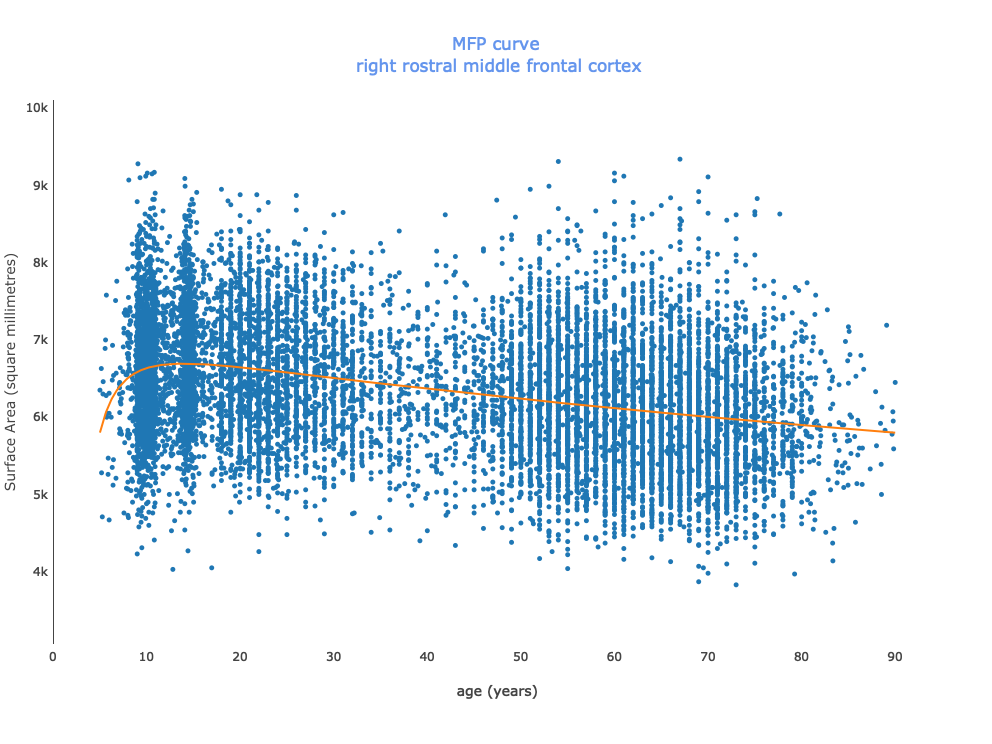 MFP curve
right rostral middle frontal cortex
10k
9k
8k
7k
6k
5k
4k
Surface Area (square millimetres)
0 10 20 30 40 50 60 70 80 90
age (years)